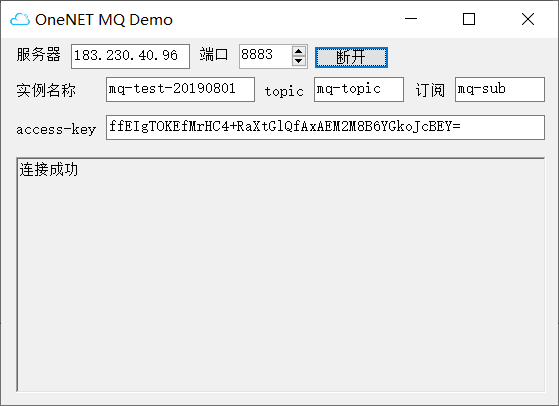 OneNET MQ Demo
服务器 183.230.40.96 端口 8883 断开
实例名称 mq-test-20190801 topic mq-topic 订阅 mq-sub
access-key ffEIgTOKEfMrHC4+RaXtGlQfAxAEM2M8B6YGkoJcBEY=
连接成功